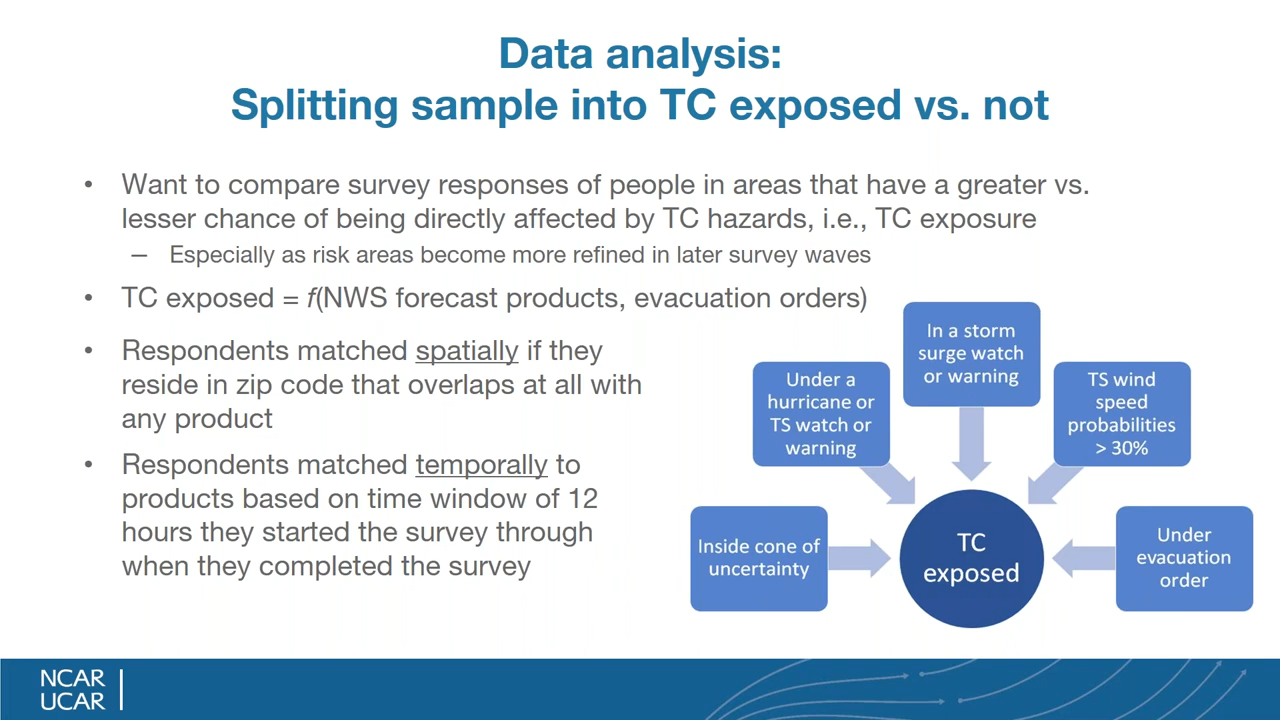 Data analysis:
Splitting sample into TC exposed vs. not
• Want to compare survey responses of people in areas that have a greater vs.
lesser chance of being directly affected by TC hazards, i.e., TC exposure
– Especially as risk areas become more refined in later survey waves
• TC exposed = f(NWS forecast products, evacuation orders)
• Respondents matched spatially if they
reside in zip code that overlaps at all with
any product
• Respondents matched temporally to
products based on time window of 12
hours they started the survey through
when they completed the survey
Inside cone of
uncertainty
Under a
hurricane or
TS watch or
warning
In a storm
surge watch
or warning
TS wind
speed
probabilities
> 30%
Under
evacuation
order
TC
exposed
NCAR
UCAR